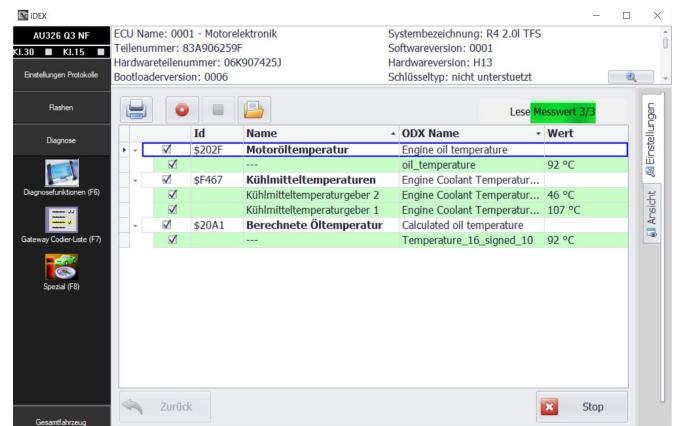 iDEX
AU326 Q3 NF
Kl.30 Kl.15
Einstellungen Protokolle
Flashen
Diagnose
Diagnosefunktionen (F6)
Gateway Codier-Liste (F7)
Spezial (F8)
Gesamtfahrzeug
ECU Name: 0001 - Motorelektronik
Teilenummer: 83A906259F
Hardwareteilenummer: 06K907425J
Bootloaderversion: 0006
Systembezeichnung: R4 2.0l TFS
Softwareversion: 0001
Hardwareversion: H13
Schlüsseltyp: nicht unterstuetzt
Lese Messwert 3/3
Id Name ODX Name Wert
$202F Motoröltemperatur Engine oil temperature
--- oil_temperature 92 °C
$F467 Kühlmitteltemperaturen Engine Coolant Temperatur...
Kühlmitteltemperaturgeber 2 Engine Coolant Temperatur... 46 °C
Kühlmitteltemperaturgeber 1 Engine Coolant Temperatur... 107 °C
$20A1 Berechnete Öltemperatur Calculated oil temperature
--- Temperature_16_signed_10 92 °C
Zurück
Stop
Einstellungen
Ansicht